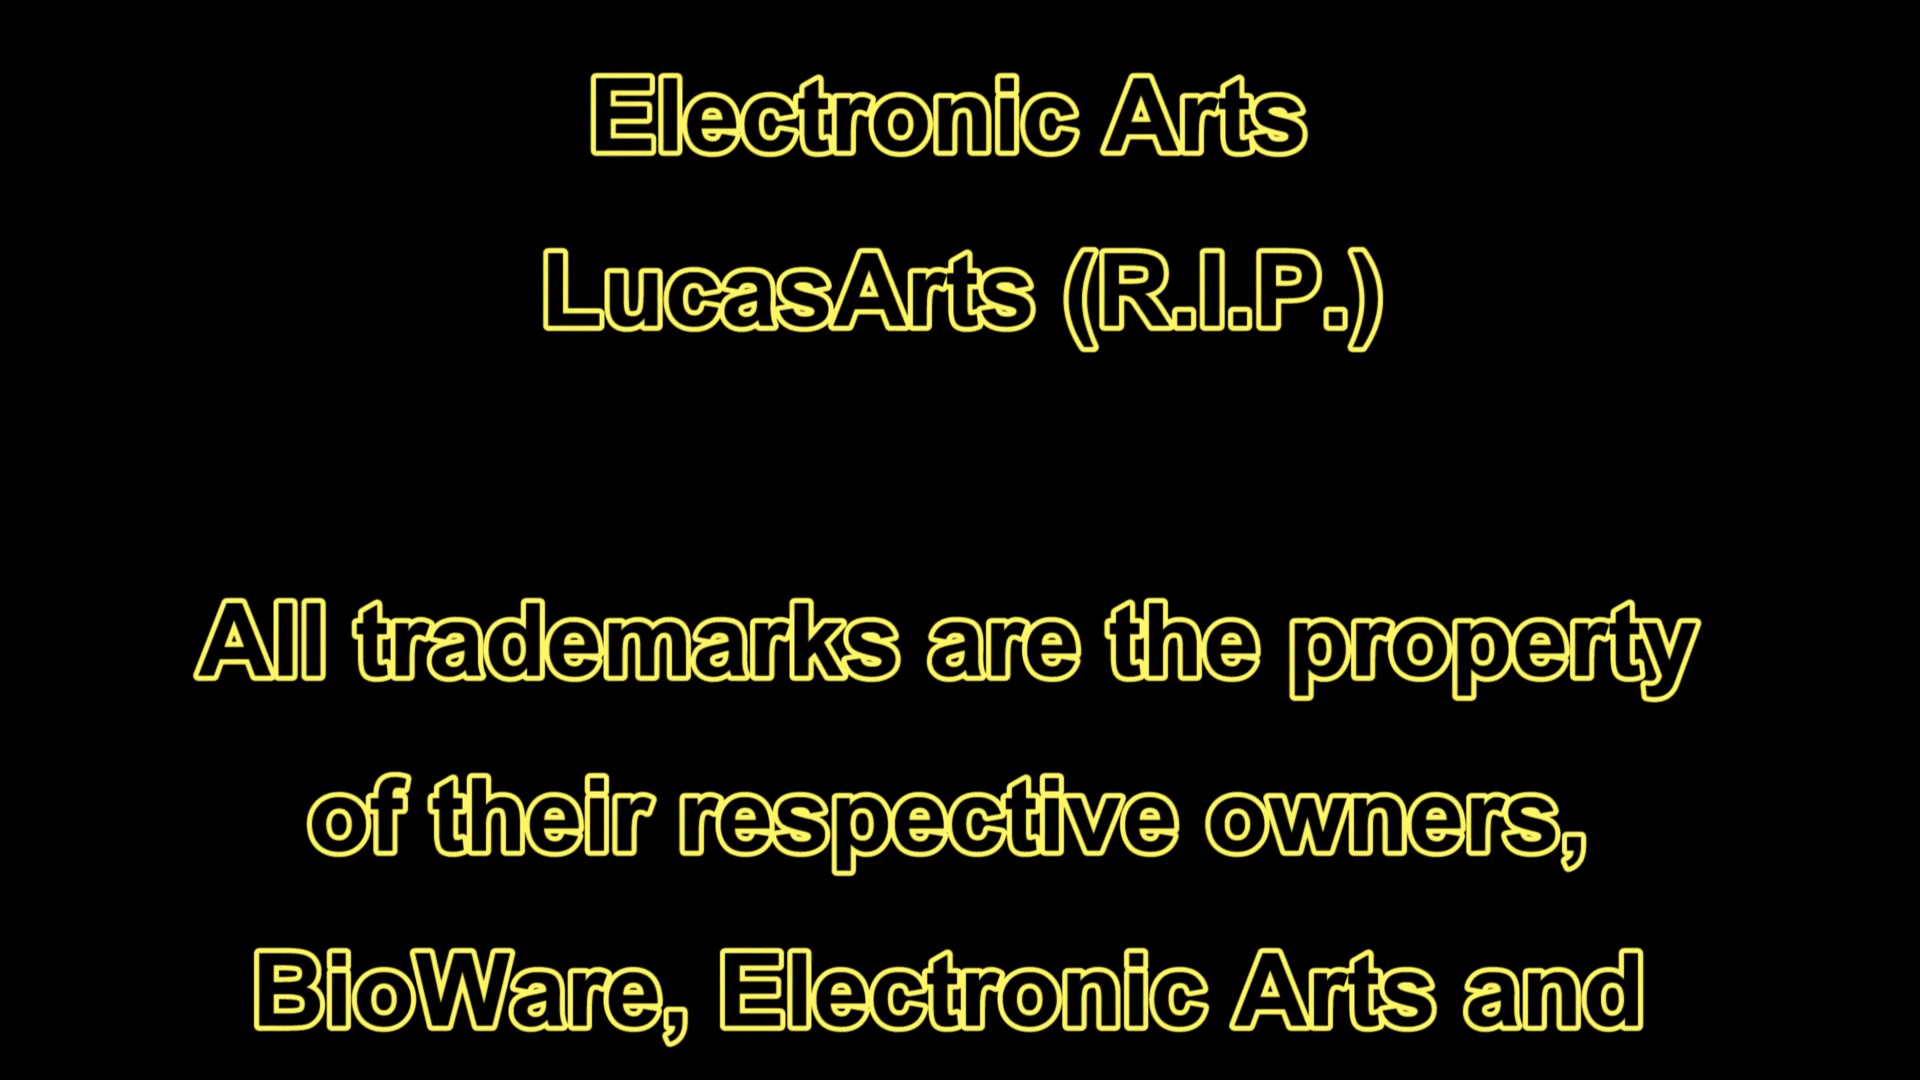 Electronic Arts
LucasArts (R.I.P.)
All trademarks are the property
of their respective owners,
BioWare, Electronic Arts and